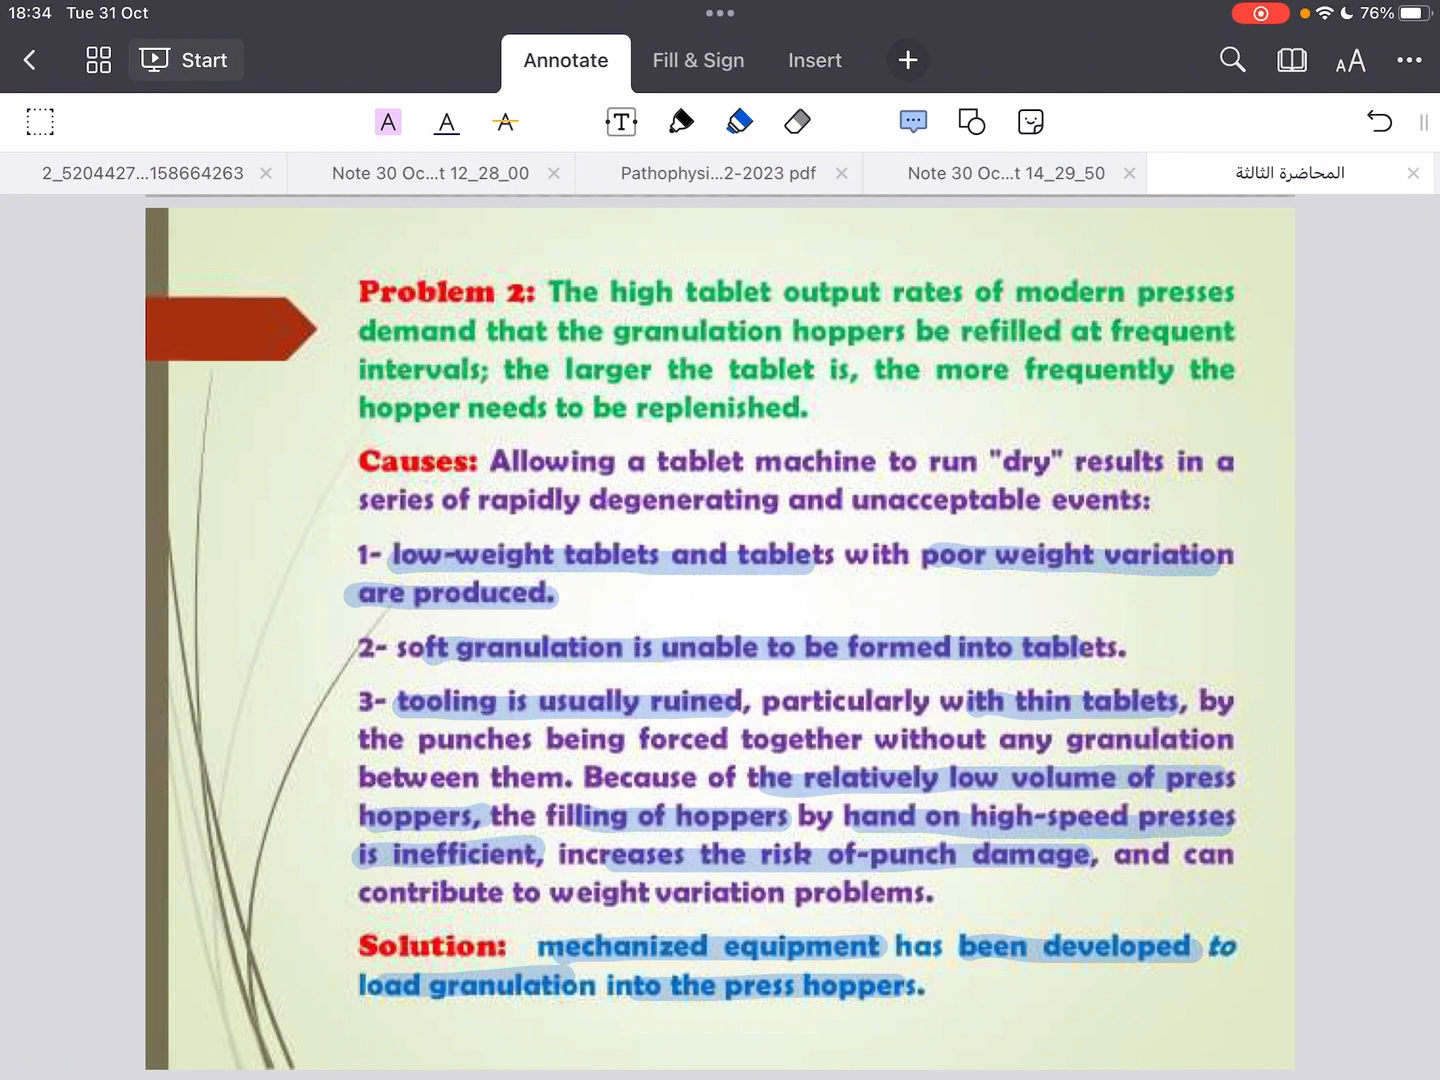 18:34 Tue 31 Oct
76%
Start
Annotate
Fill & Sign
Insert
2_5204427...158664263
Note 30 Oc...t 12_28_00
Pathophysi...2-2023 pdf
Note 30 Oc...t 14_29_50
المحاضرة الثالثة
Problem 2: The high tablet output rates of modern presses
demand that the granulation hoppers be refilled at frequent
intervals; the larger the tablet is, the more frequently the
hopper needs to be replenished.
Causes: Allowing a tablet machine to run "dry" results in a
series of rapidly degenerating and unacceptable events:
1- low-weight tablets and tablets with poor weight variation
are produced.
2- soft granulation is unable to be formed into tablets.
3- tooling is usually ruined, particularly with thin tablets, by
the punches being forced together without any granulation
between them. Because of the relatively low volume of press
hoppers, the filling of hoppers by hand on high-speed presses
is inefficient, increases the risk of-punch damage, and can
contribute to weight variation problems.
Solution: mechanized equipment has been developed to
load granulation into the press hoppers.